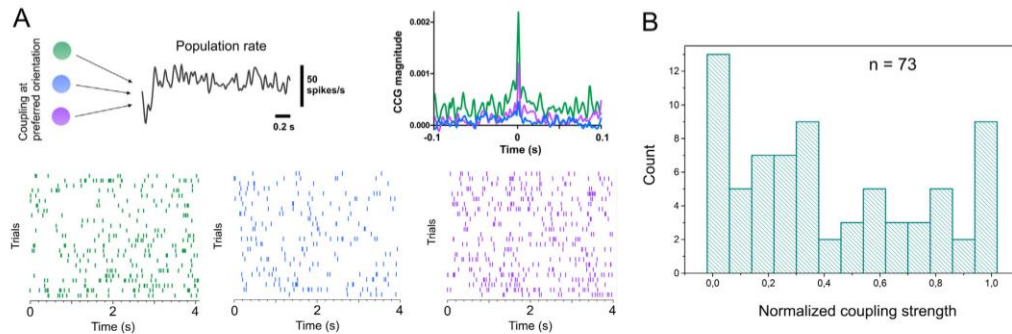 A
Coupling at
preferred orientation
Population rate
50
spikes/s
0.2 s
CCG magnitude
0.002
0.001
0.000
-0.1
0
0.1
Time (s)
Trials
0
2
4
Time (s)
Trials
0
2
4
Time (s)
Trials
0
2
4
Time (s)
B
n = 73
Count
12
10
8
6
4
2
0
0.0
0.2
0.4
0.6
0.8
1.0
Normalized coupling strength